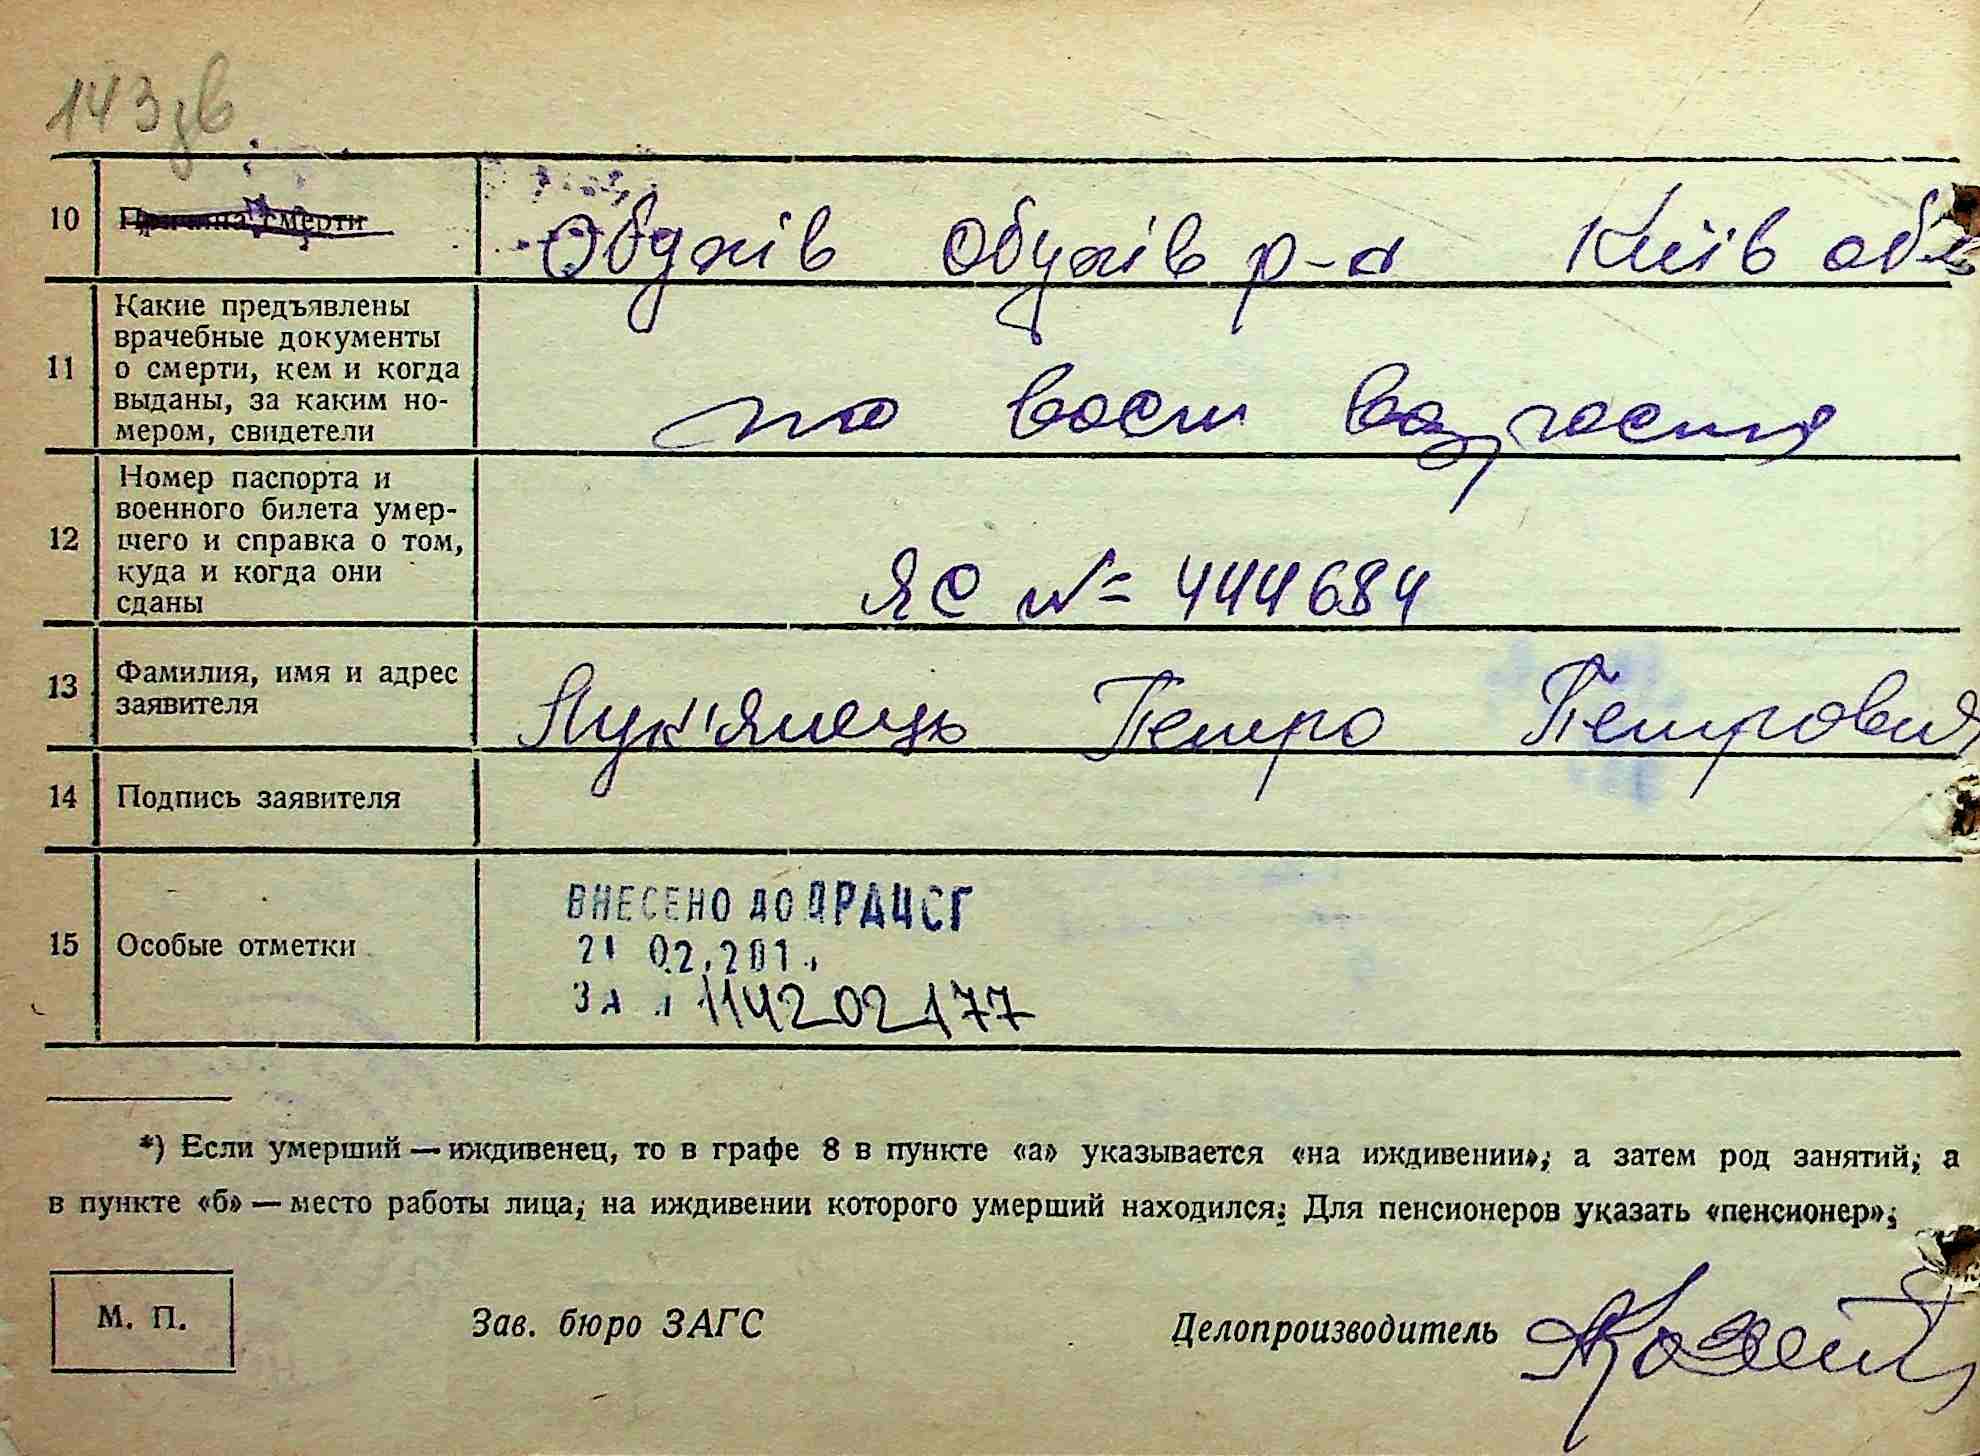 143зв
10 Причина смерти Обухів Обухів р-н Київ обл
11 Какие предъявлены
врачебные документы
о смерти, кем и когда
выданы, за каким но-
мером, свидетели
по возрасту
12 Номер паспорта и
военного билета умер-
шего и справка о том,
куда и когда они
сданы
ЯС № 444684
13 Фамилия, имя и адрес
заявителя
Лук'янець Петро Петрович
14 Подпись заявителя
15 Особые отметки
ВНЕСЕНО ДО ДРАЦСГ
21 02.201
ЗА 114202177
*) Если умерший — иждивенец, то в графе 8 в пункте «а» указывается «на иждивении»; а затем род занятий; а
в пункте «б» — место работы лица; на иждивении которого умерший находился; Для пенсионеров указать «пенсионер»;
М. П. Зав. бюро ЗАГС Делопроизводитель